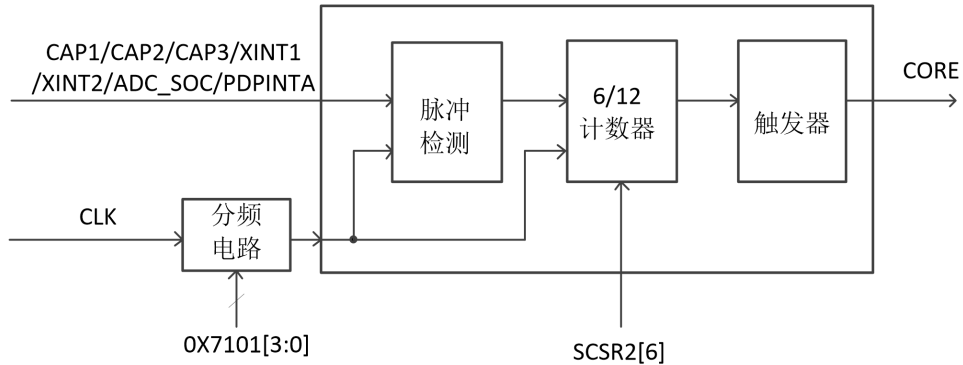 CAP1/CAP2/CAP3/XINT1
/XINT2/ADC_SOC/PDPINTA
脉冲
检测
6/12
计数器
触发器
CORE
CLK
分频
电路
0X7101[3:0]
SCSR2[6]